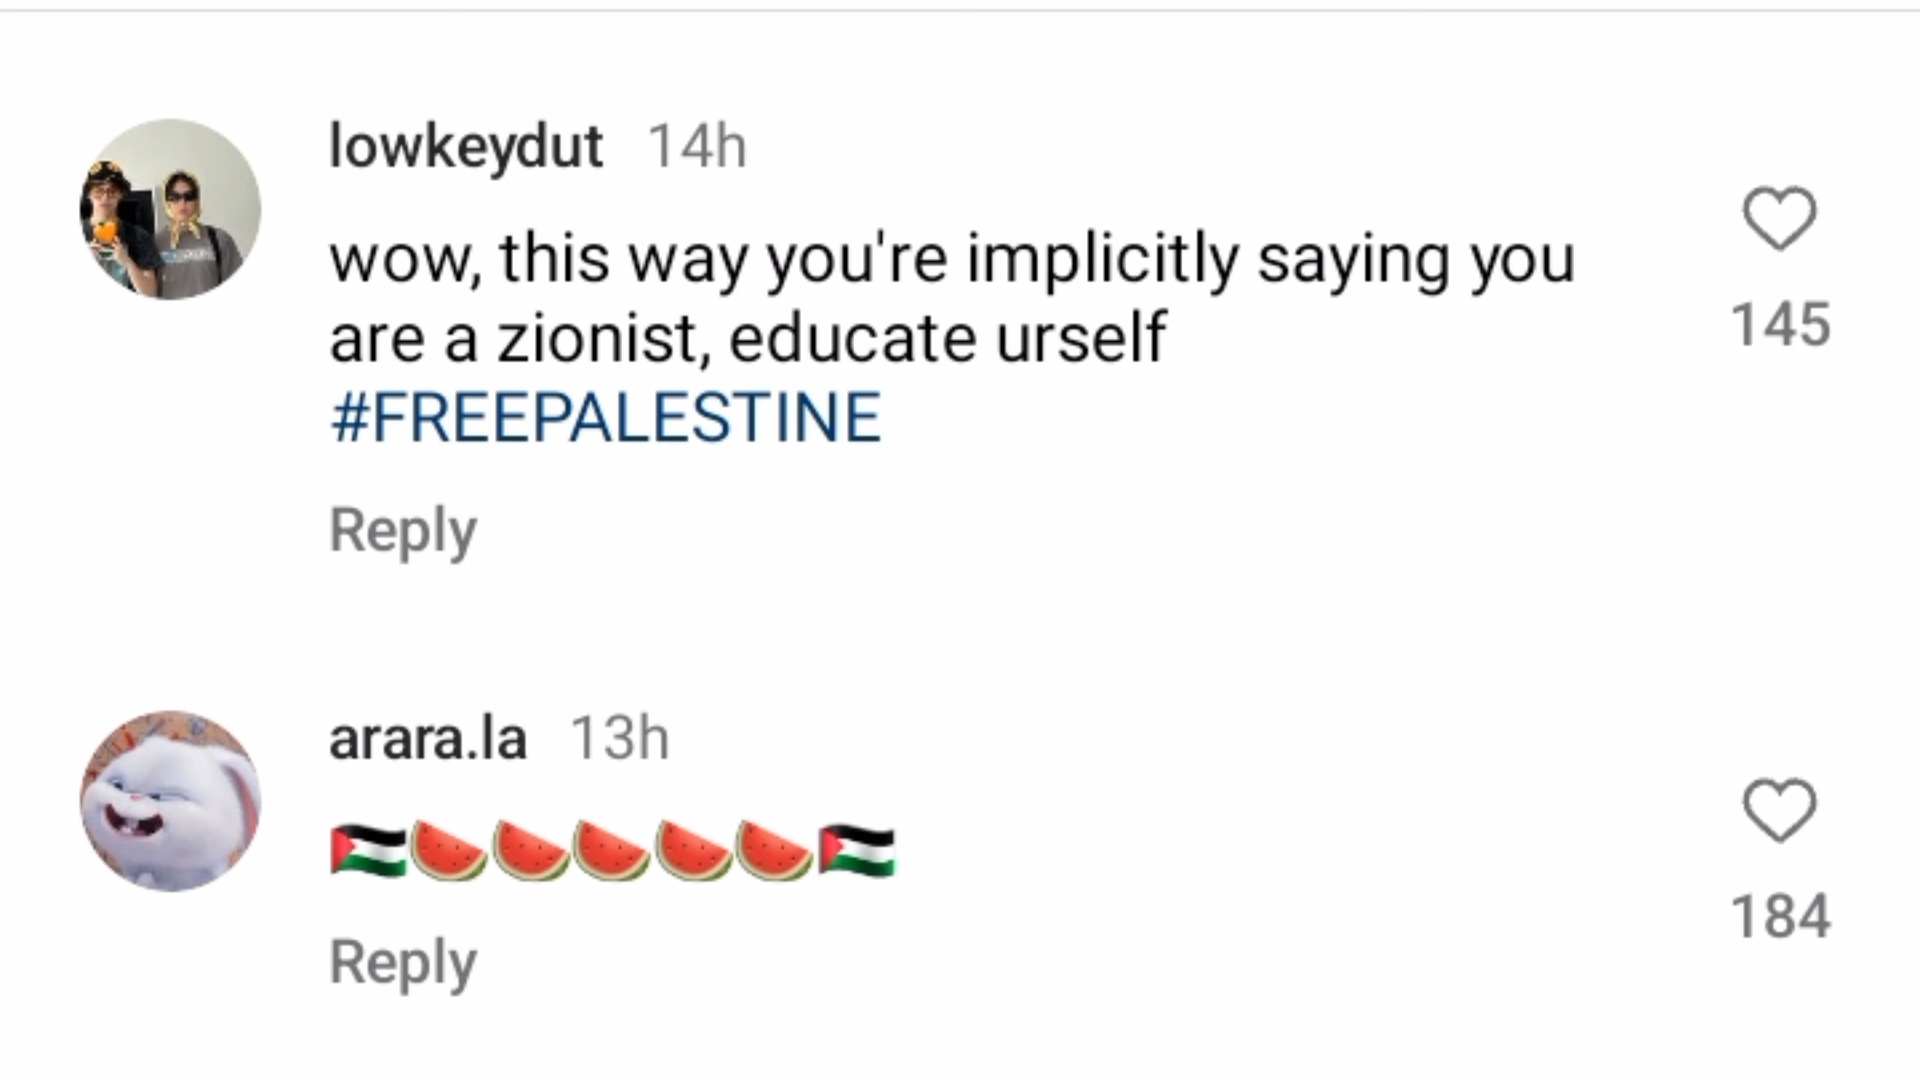 lowkeydut 14h
wow, this way you're implicitly saying you
are a zionist, educate urself
#FREEPALESTINE
145
Reply
arara.la 13h
🇵🇸🍉🍉🍉🍉🍉🇵🇸
184
Reply